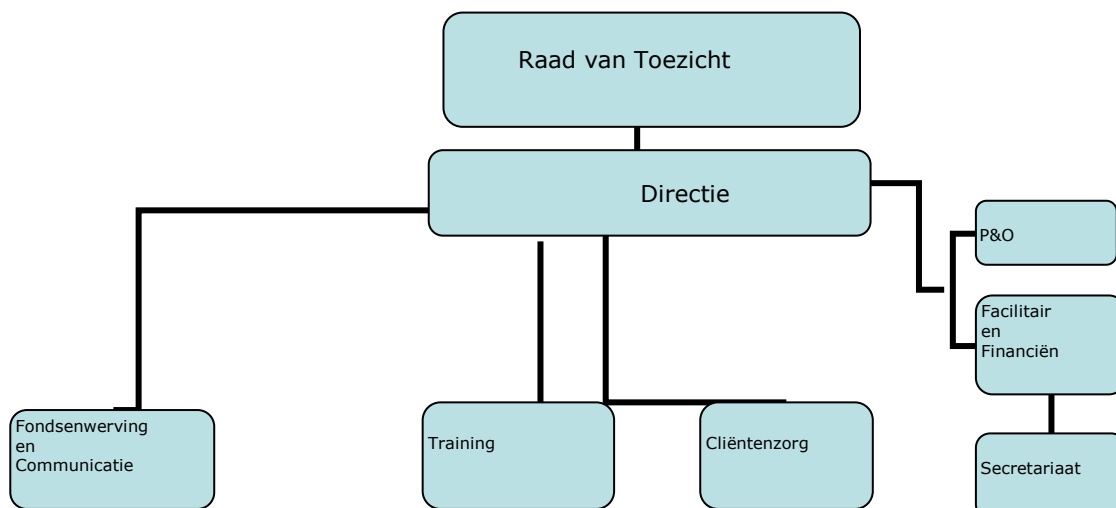 Raad van Toezicht
Directie
P&O
Facilitair
en
Financiën
Fondsenwerving
en
Communicatie
Training
Cliëntenzorg
Secretariaat